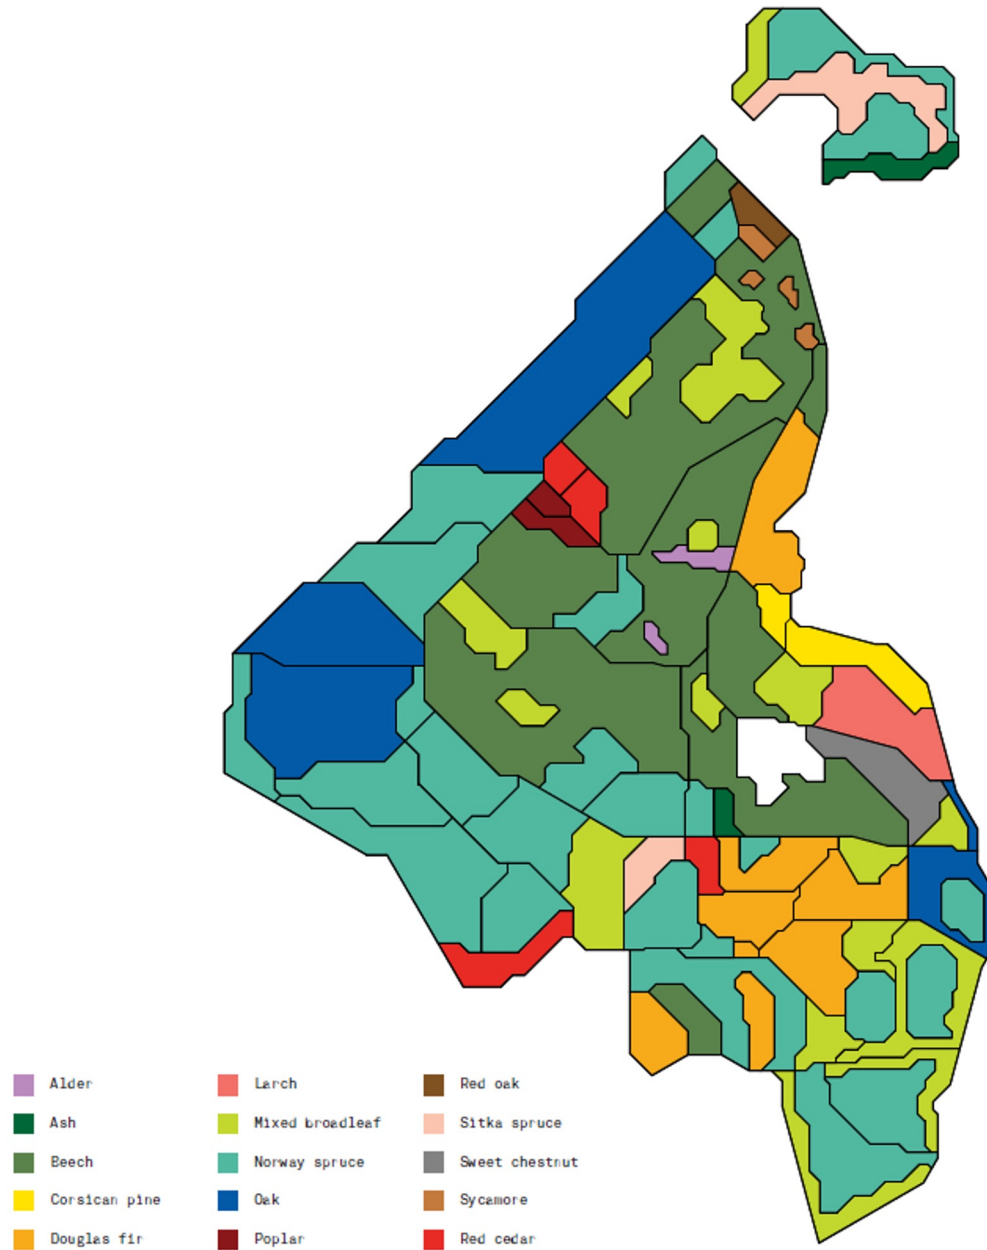 Alder
Larch
Red oak
Ash
Mixed broadleaf
Sitka spruce
Beech
Norway spruce
Sweet chestnut
Corsican pine
Oak
Sycamore
Douglas fir
Poplar
Red cedar